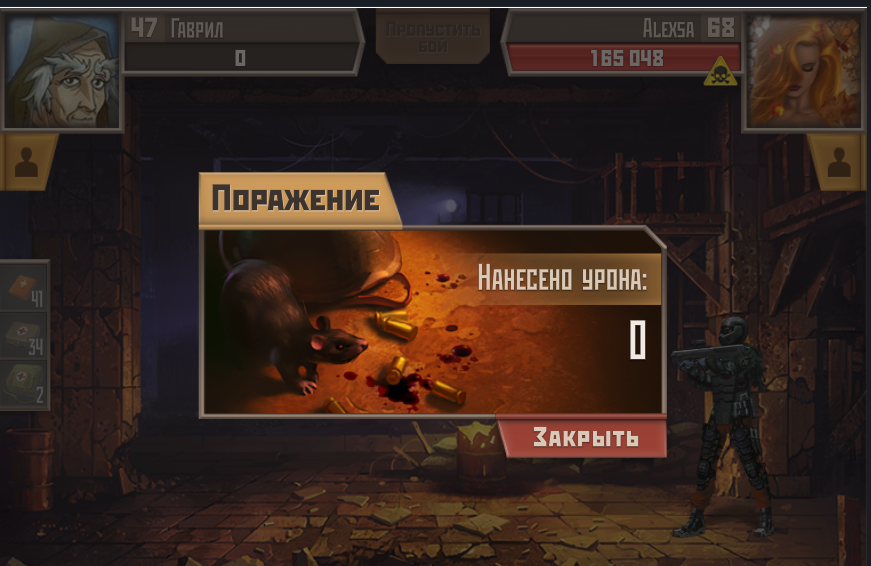 47 Гаврил
0
Пропустить
бой
Alexsa 68
165 048
Поражение
Нанесено урона:
0
41
34
2
Закрыть